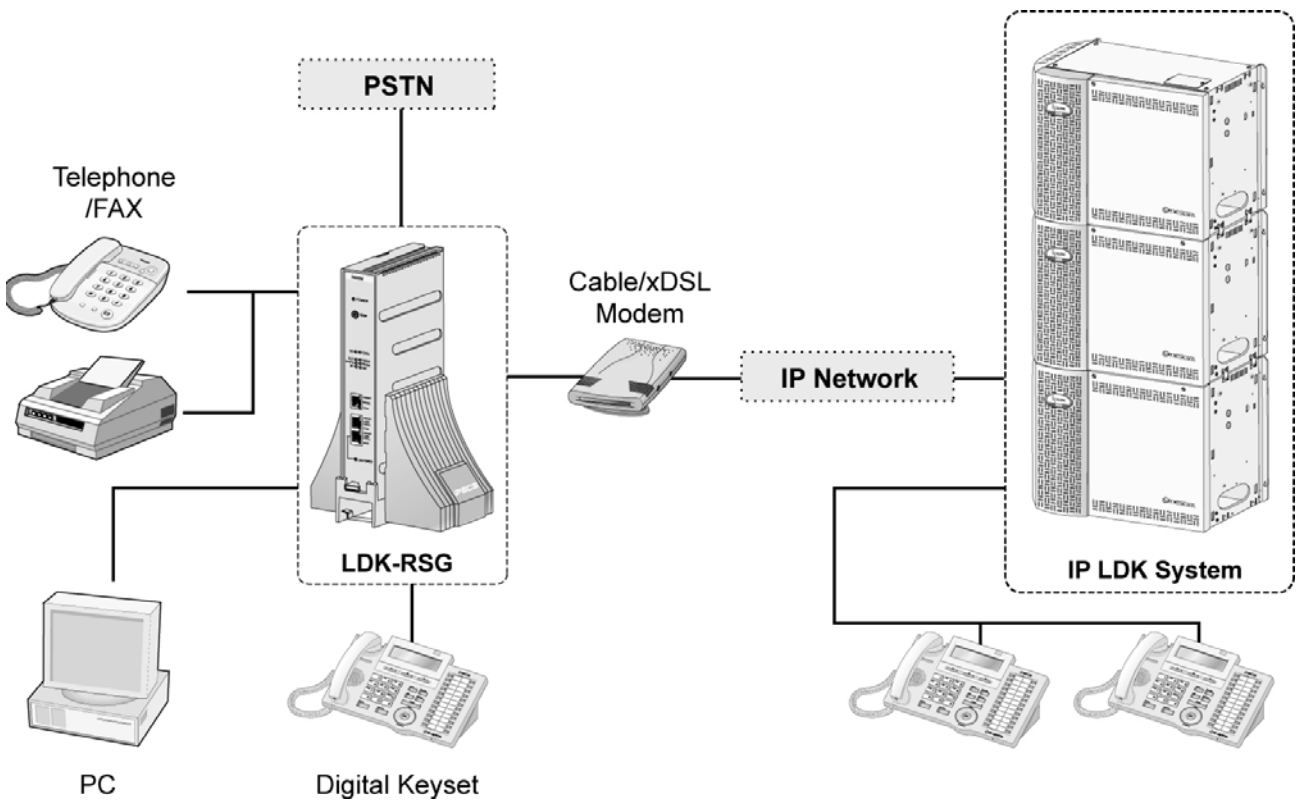 PSTN
Telephone
/FAX
Cable/xDSL
Modem
IP Network
LDK-RSG
IP LDK System
PC
Digital Keyset